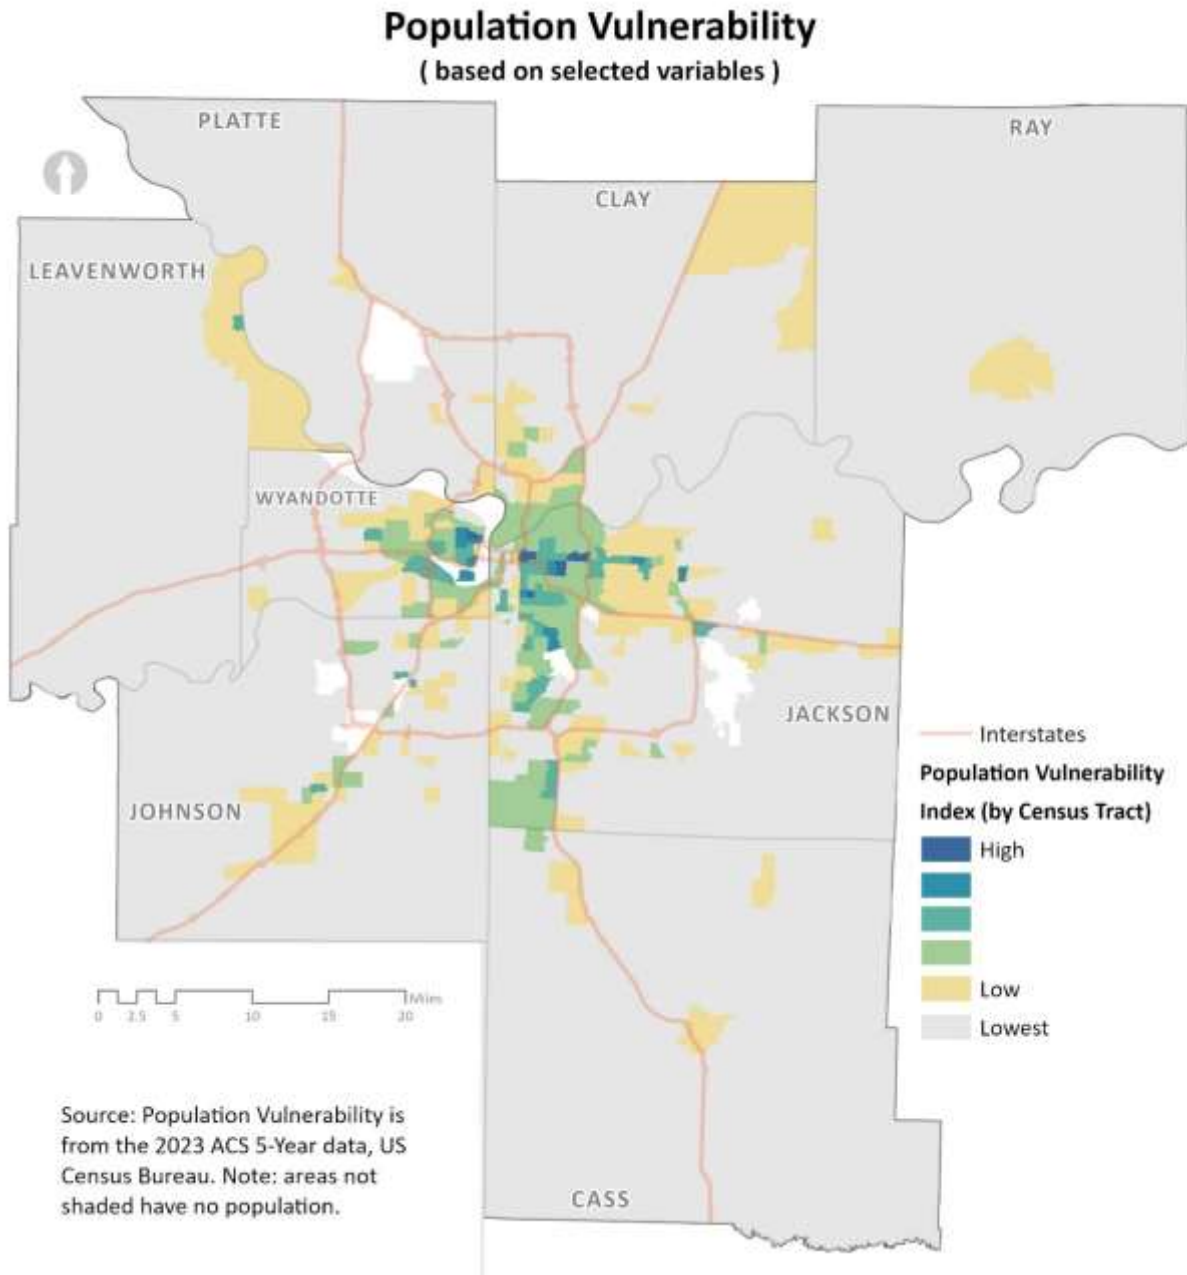 Population Vulnerability
( based on selected variables )
PLATTE
RAY
CLAY
LEAVENWORTH
WYANDOTTE
JACKSON
JOHNSON
CASS
Interstates
Population Vulnerability
Index (by Census Tract)
High
Low
Lowest
Miles
0 2.5 5 10 15 20
Source: Population Vulnerability is
from the 2023 ACS 5-Year data, US
Census Bureau. Note: areas not
shaded have no population.